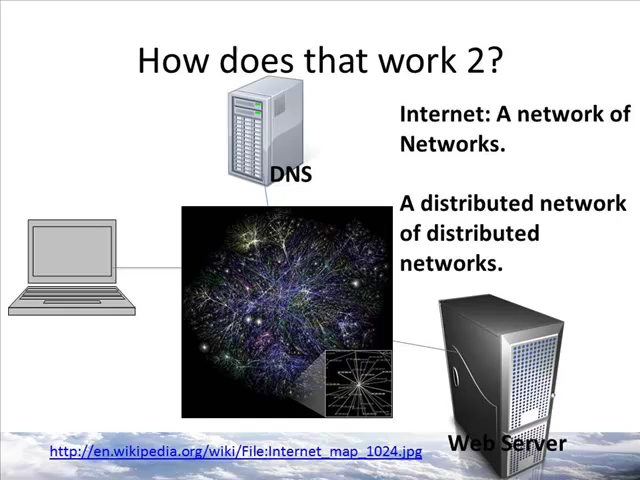 How does that work 2?
Internet: A network of
Networks.
DNS
A distributed network
of distributed
networks.
Web Server
http://en.wikipedia.org/wiki/File:Internet_map_1024.jpg